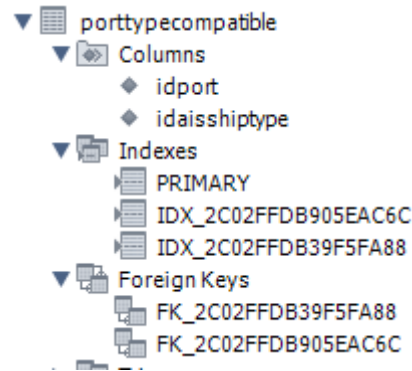 porttypecompatible
Columns
idport
idaisshiptype
Indexes
PRIMARY
IDX_2C02FFDB905EAC6C
IDX_2C02FFDB39F5FA88
Foreign Keys
FK_2C02FFDB39F5FA88
FK_2C02FFDB905EAC6C